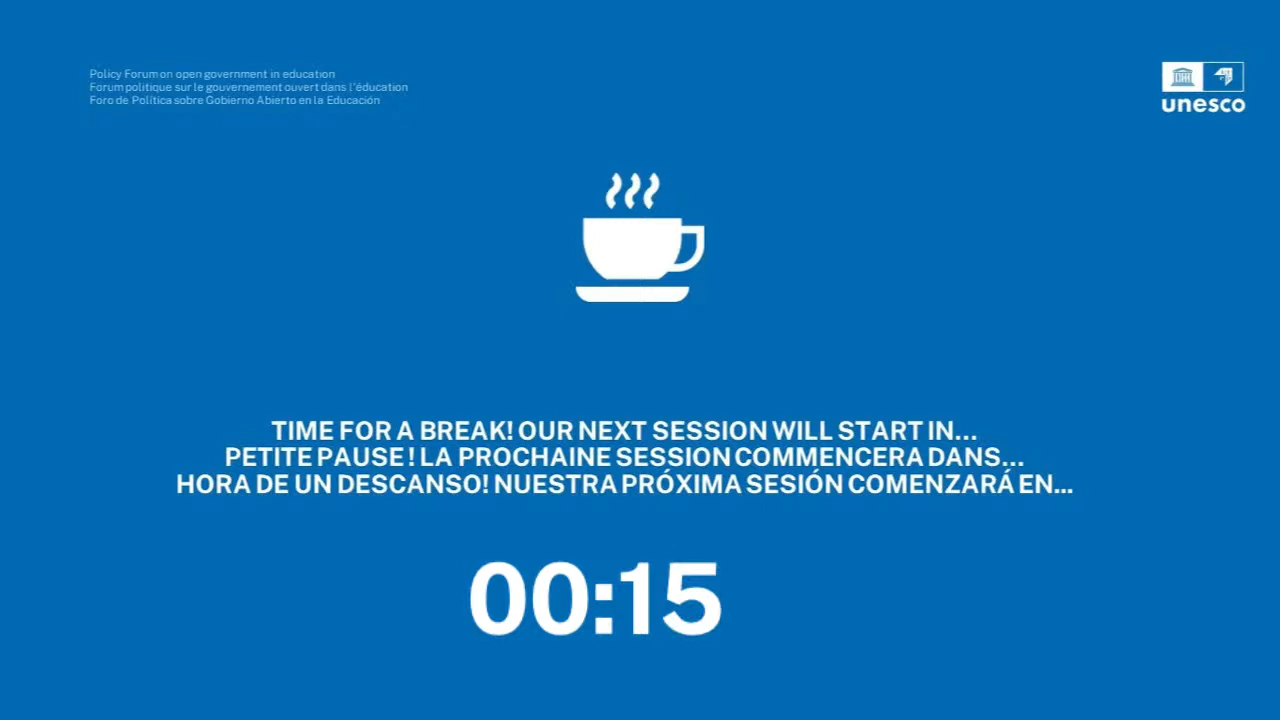 Policy Forum on open government in education
Forum politique sur le gouvernement ouvert dans l'éducation
Foro de Política sobre Gobierno Abierto en la Educación
unesco
TIME FOR A BREAK! OUR NEXT SESSION WILL START IN...
PETITE PAUSE ! LA PROCHAINE SESSION COMMENCERA DANS...
HORA DE UN DESCANSO! NUESTRA PRÓXIMA SESIÓN COMENZARÁ EN...
00:15